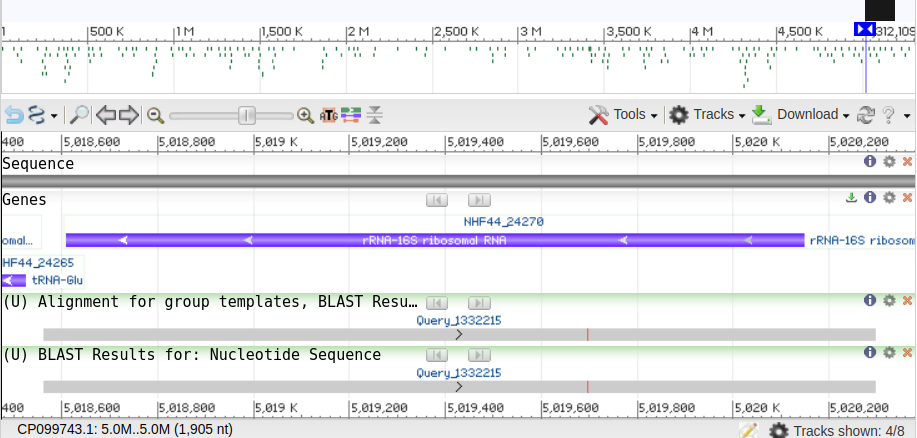 1 500 K 1 M 1,500 K 2 M 2,500 K 3 M 3,500 K 4 M 4,500 K 312,109
ATG Tools Tracks Download ?
400 5,018,600 5,018,800 5,019 K 5,019,200 5,019,400 5,019,600 5,019,800 5,020 K 5,020,200
Sequence
Genes
NHF44_24270
omal... rRNA-16S ribosomal RNA rRNA-16S ribosom
HF44_24265
tRNA-Glu
(U) Alignment for group templates, BLAST Resu…
Query_1332215
(U) BLAST Results for: Nucleotide Sequence
Query_1332215
400 5,018,600 5,018,800 5,019 K 5,019,200 5,019,400 5,019,600 5,019,800 5,020 K 5,020,200
CP099743.1: 5.0M..5.0M (1,905 nt) Tracks shown: 4/8